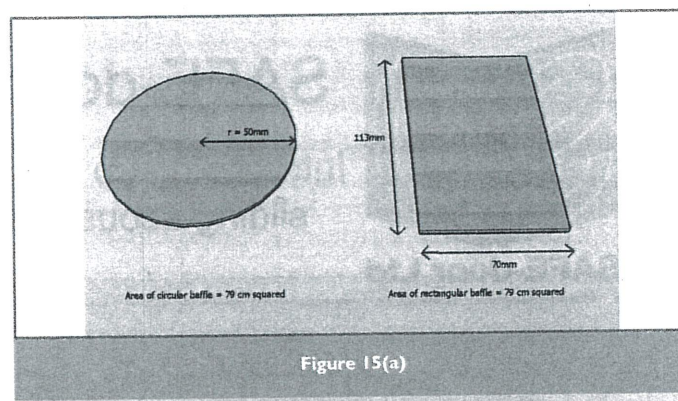 r = 50mm
113mm
70mm
Area of circular baffle = 79 cm squared
Area of rectangular baffle = 79 cm squared
Figure 15(a)